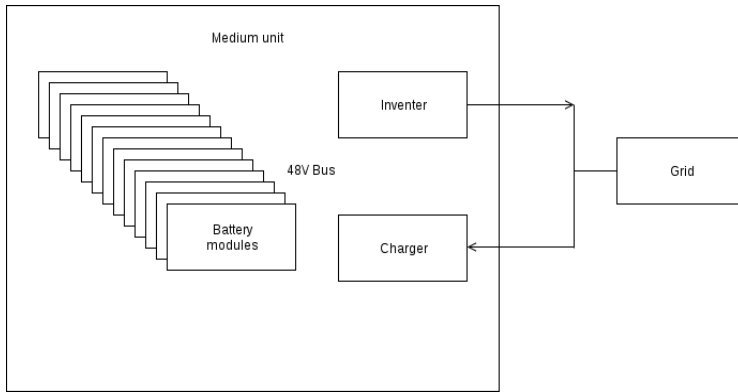 Medium unit
Inventer
48V Bus
Grid
Battery
modules
Charger